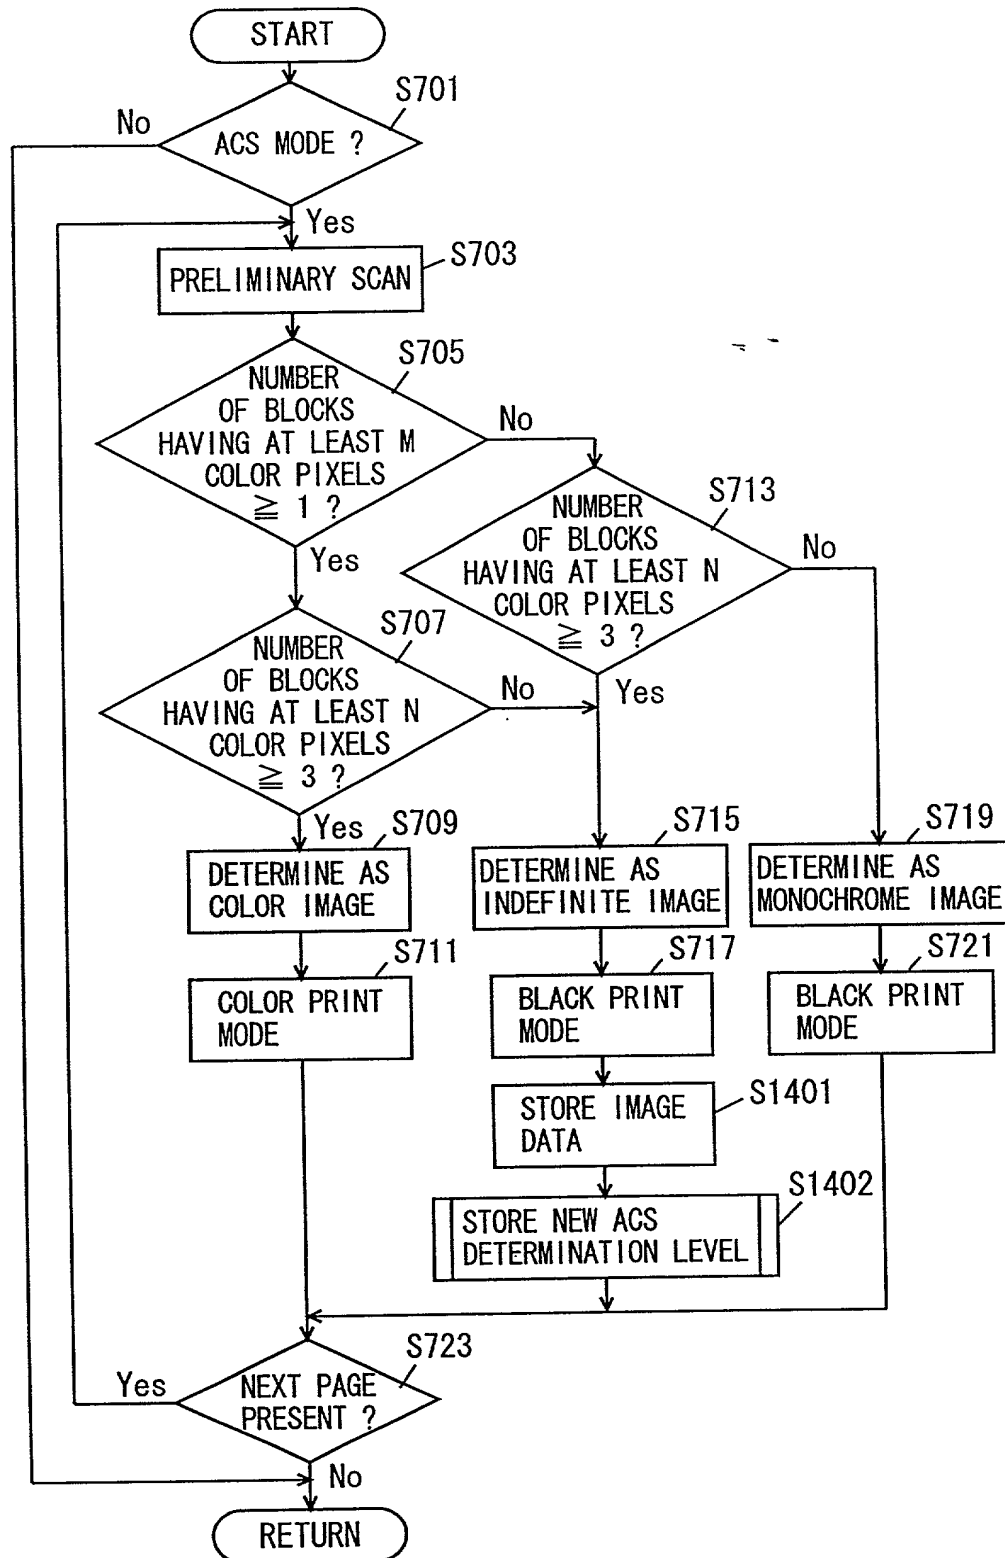 START
S701
No
ACS MODE ?
Yes
S703
PRELIMINARY SCAN
S705
NUMBER
OF BLOCKS
HAVING AT LEAST M
COLOR PIXELS
≧ 1 ?
No
Yes
S713
NUMBER
OF BLOCKS
HAVING AT LEAST N
COLOR PIXELS
≧ 3 ?
No
Yes
S707
NUMBER
OF BLOCKS
HAVING AT LEAST N
COLOR PIXELS
≧ 3 ?
No
Yes
S709
DETERMINE AS
COLOR IMAGE
S715
DETERMINE AS
INDEFINITE IMAGE
S719
DETERMINE AS
MONOCHROME IMAGE
S711
COLOR PRINT
MODE
S717
BLACK PRINT
MODE
S721
BLACK PRINT
MODE
S1401
STORE IMAGE
DATA
S1402
STORE NEW ACS
DETERMINATION LEVEL
S723
Yes
NEXT PAGE
PRESENT ?
No
RETURN